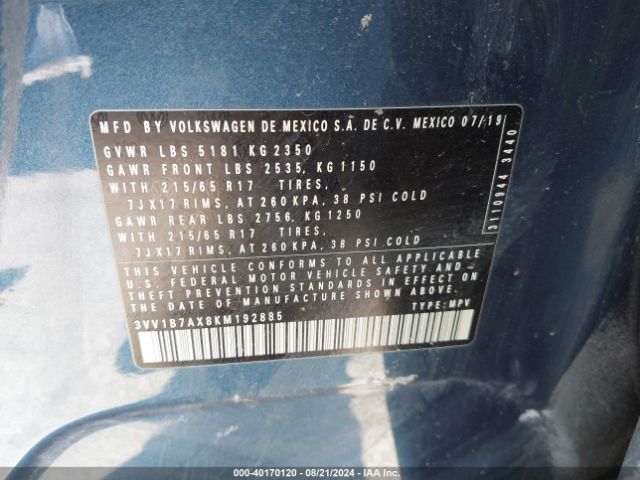 MFD BY VOLKSWAGEN DE MEXICO S.A. DE C.V. MEXICO 07/19
GVWR LBS 5181 KG 2350
GAWR FRONT LBS 2535, KG 1150
WITH 215/65 R17 TIRES,
7JX17 RIMS, AT 260 KPA, 38 PSI COLD
GAWR REAR LBS 2756, KG 1250
WITH 215/65 R17 TIRES,
7JX17 RIMS, AT 260 KPA, 38 PSI COLD
THIS VEHICLE CONFORMS TO ALL APPLICABLE
U.S. FEDERAL MOTOR VEHICLE SAFETY AND
THEFT PREVENTION STANDARDS IN EFFECT ON
THE DATE OF MANUFACTURE SHOWN ABOVE.
3VV1B7AX8KM192885 TYPE: MPV
3110944 3440
000-40170120 - 08/21/2024 - IAA Inc.